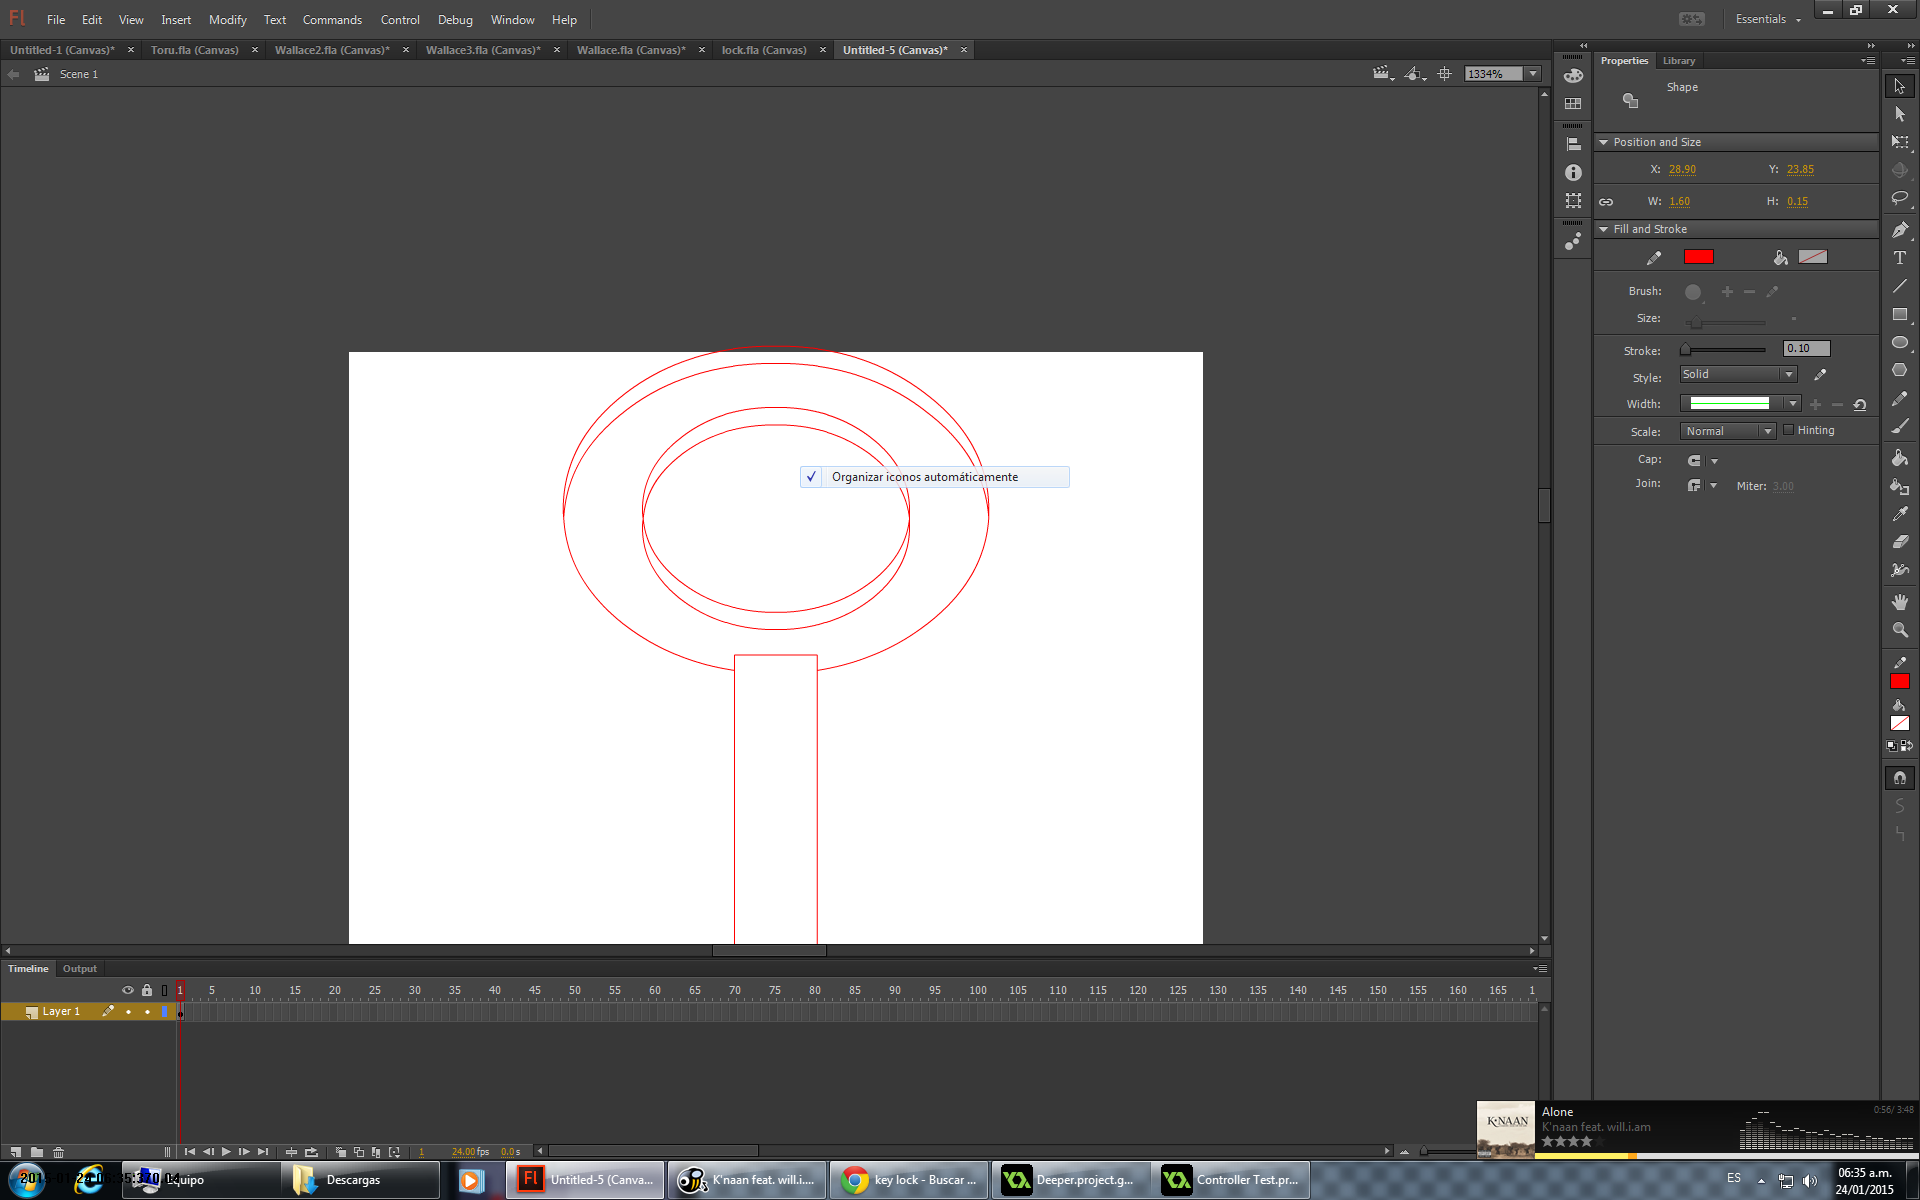 Fl File Edit View Insert Modify Text Commands Control Debug Window Help Essentials
Untitled-1 (Canvas)* Toru.fla (Canvas) Wallace2.fla (Canvas)* Wallace3.fla (Canvas)* Wallace.fla (Canvas)* lock.fla (Canvas) Untitled-5 (Canvas)*
Scene 1 1334%
Properties Library
Shape
Position and Size
X: 28.90 Y: 23.85
W: 1.60 H: 0.15
Fill and Stroke
Brush:
Size:
Stroke: 0.10
Style: Solid
Width:
Scale: Normal Hinting
Cap:
Join: Miter: 3.00
Organizar iconos automáticamente
Timeline Output
1 5 10 15 20 25 30 35 40 45 50 55 60 65 70 75 80 85 90 95 100 105 110 115 120 125 130 135 140 145 150 155 160 165 1
Layer 1
1 24.00 fps 0.0 s
K'NAAN
Alone 0:56/ 3:48
K'naan feat. will.i.am
Equipo Descargas Fl Untitled-5 (Canva... K'naan feat. will.i.... key lock - Buscar ... Deeper.project.g... Controller Test.pr... ES
06:35 a.m.
24/01/2015